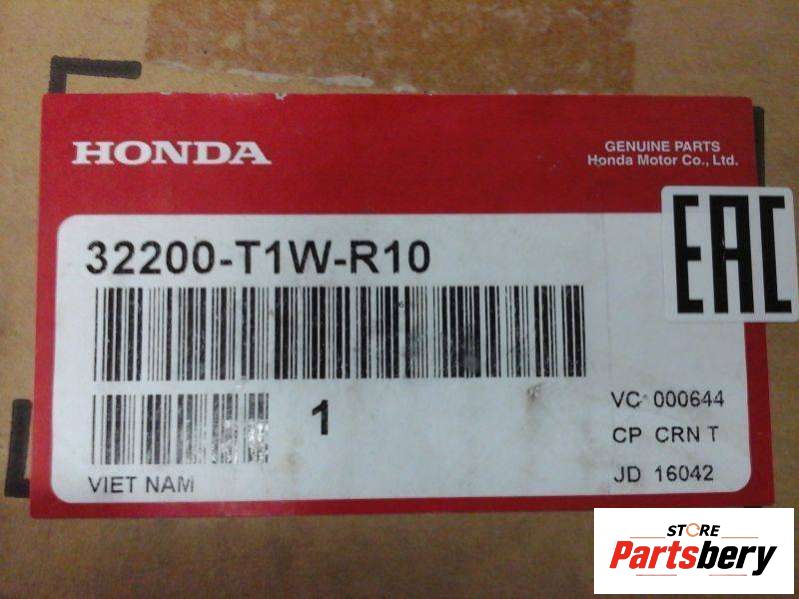 HONDA
GENUINE PARTS
Honda Motor Co., Ltd.
32200-T1W-R10
EAC
1
VC 000644
CP CRN T
JD 16042
VIET NAM
STORE
Partsbery